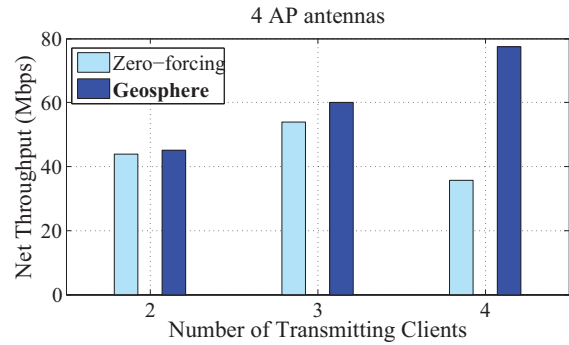 4 AP antennas
Net Throughput (Mbps)
80
60
40
20
0
Zero−forcing
Geosphere
2 3 4
Number of Transmitting Clients